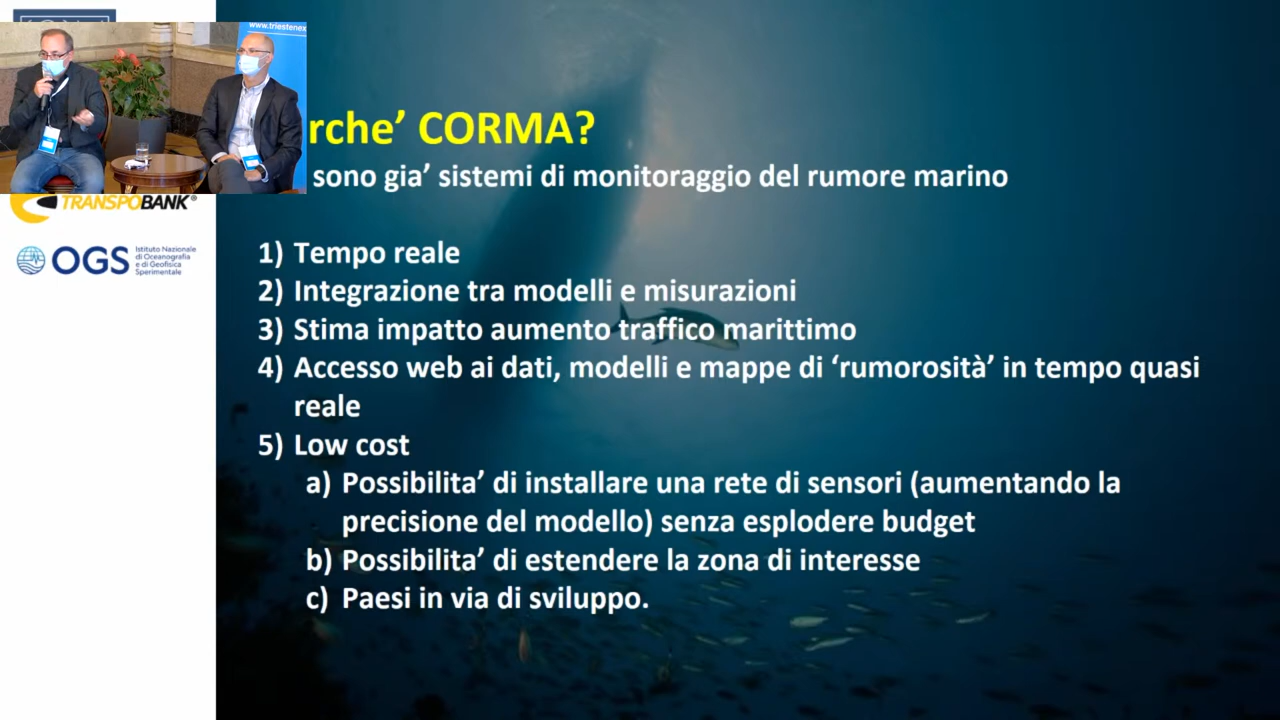 www.triestenex
rche’ CORMA?
sono gia’ sistemi di monitoraggio del rumore marino
TRANSPOBANK®
OGS
Istituto Nazionale
di Oceanografia
e di Geofisica
Sperimentale
1) Tempo reale
2) Integrazione tra modelli e misurazioni
3) Stima impatto aumento traffico marittimo
4) Accesso web ai dati, modelli e mappe di ‘rumorosità’ in tempo quasi
reale
5) Low cost
a) Possibilita’ di installare una rete di sensori (aumentando la
precisione del modello) senza esplodere budget
b) Possibilita’ di estendere la zona di interesse
c) Paesi in via di sviluppo.